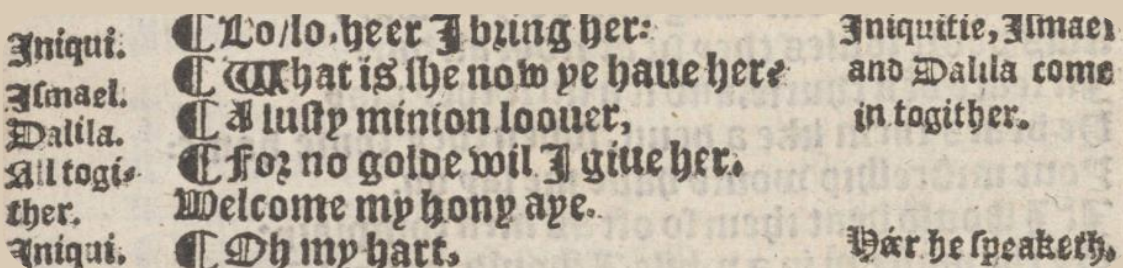 Iniqui. ¶ Lo/lo, heer I bring her: Iniquitie, Iſmael
Iſmael. ¶ What is ſhe now ye haue her? and Dalila come
Dalila. ¶ A luſty minion loouer, in togither.
All togi- ¶ For no golde wil I giue her.
ther. Welcome my hony aye.
Iniqui. ¶ Oh my hart, Hár he ſpeaketh.